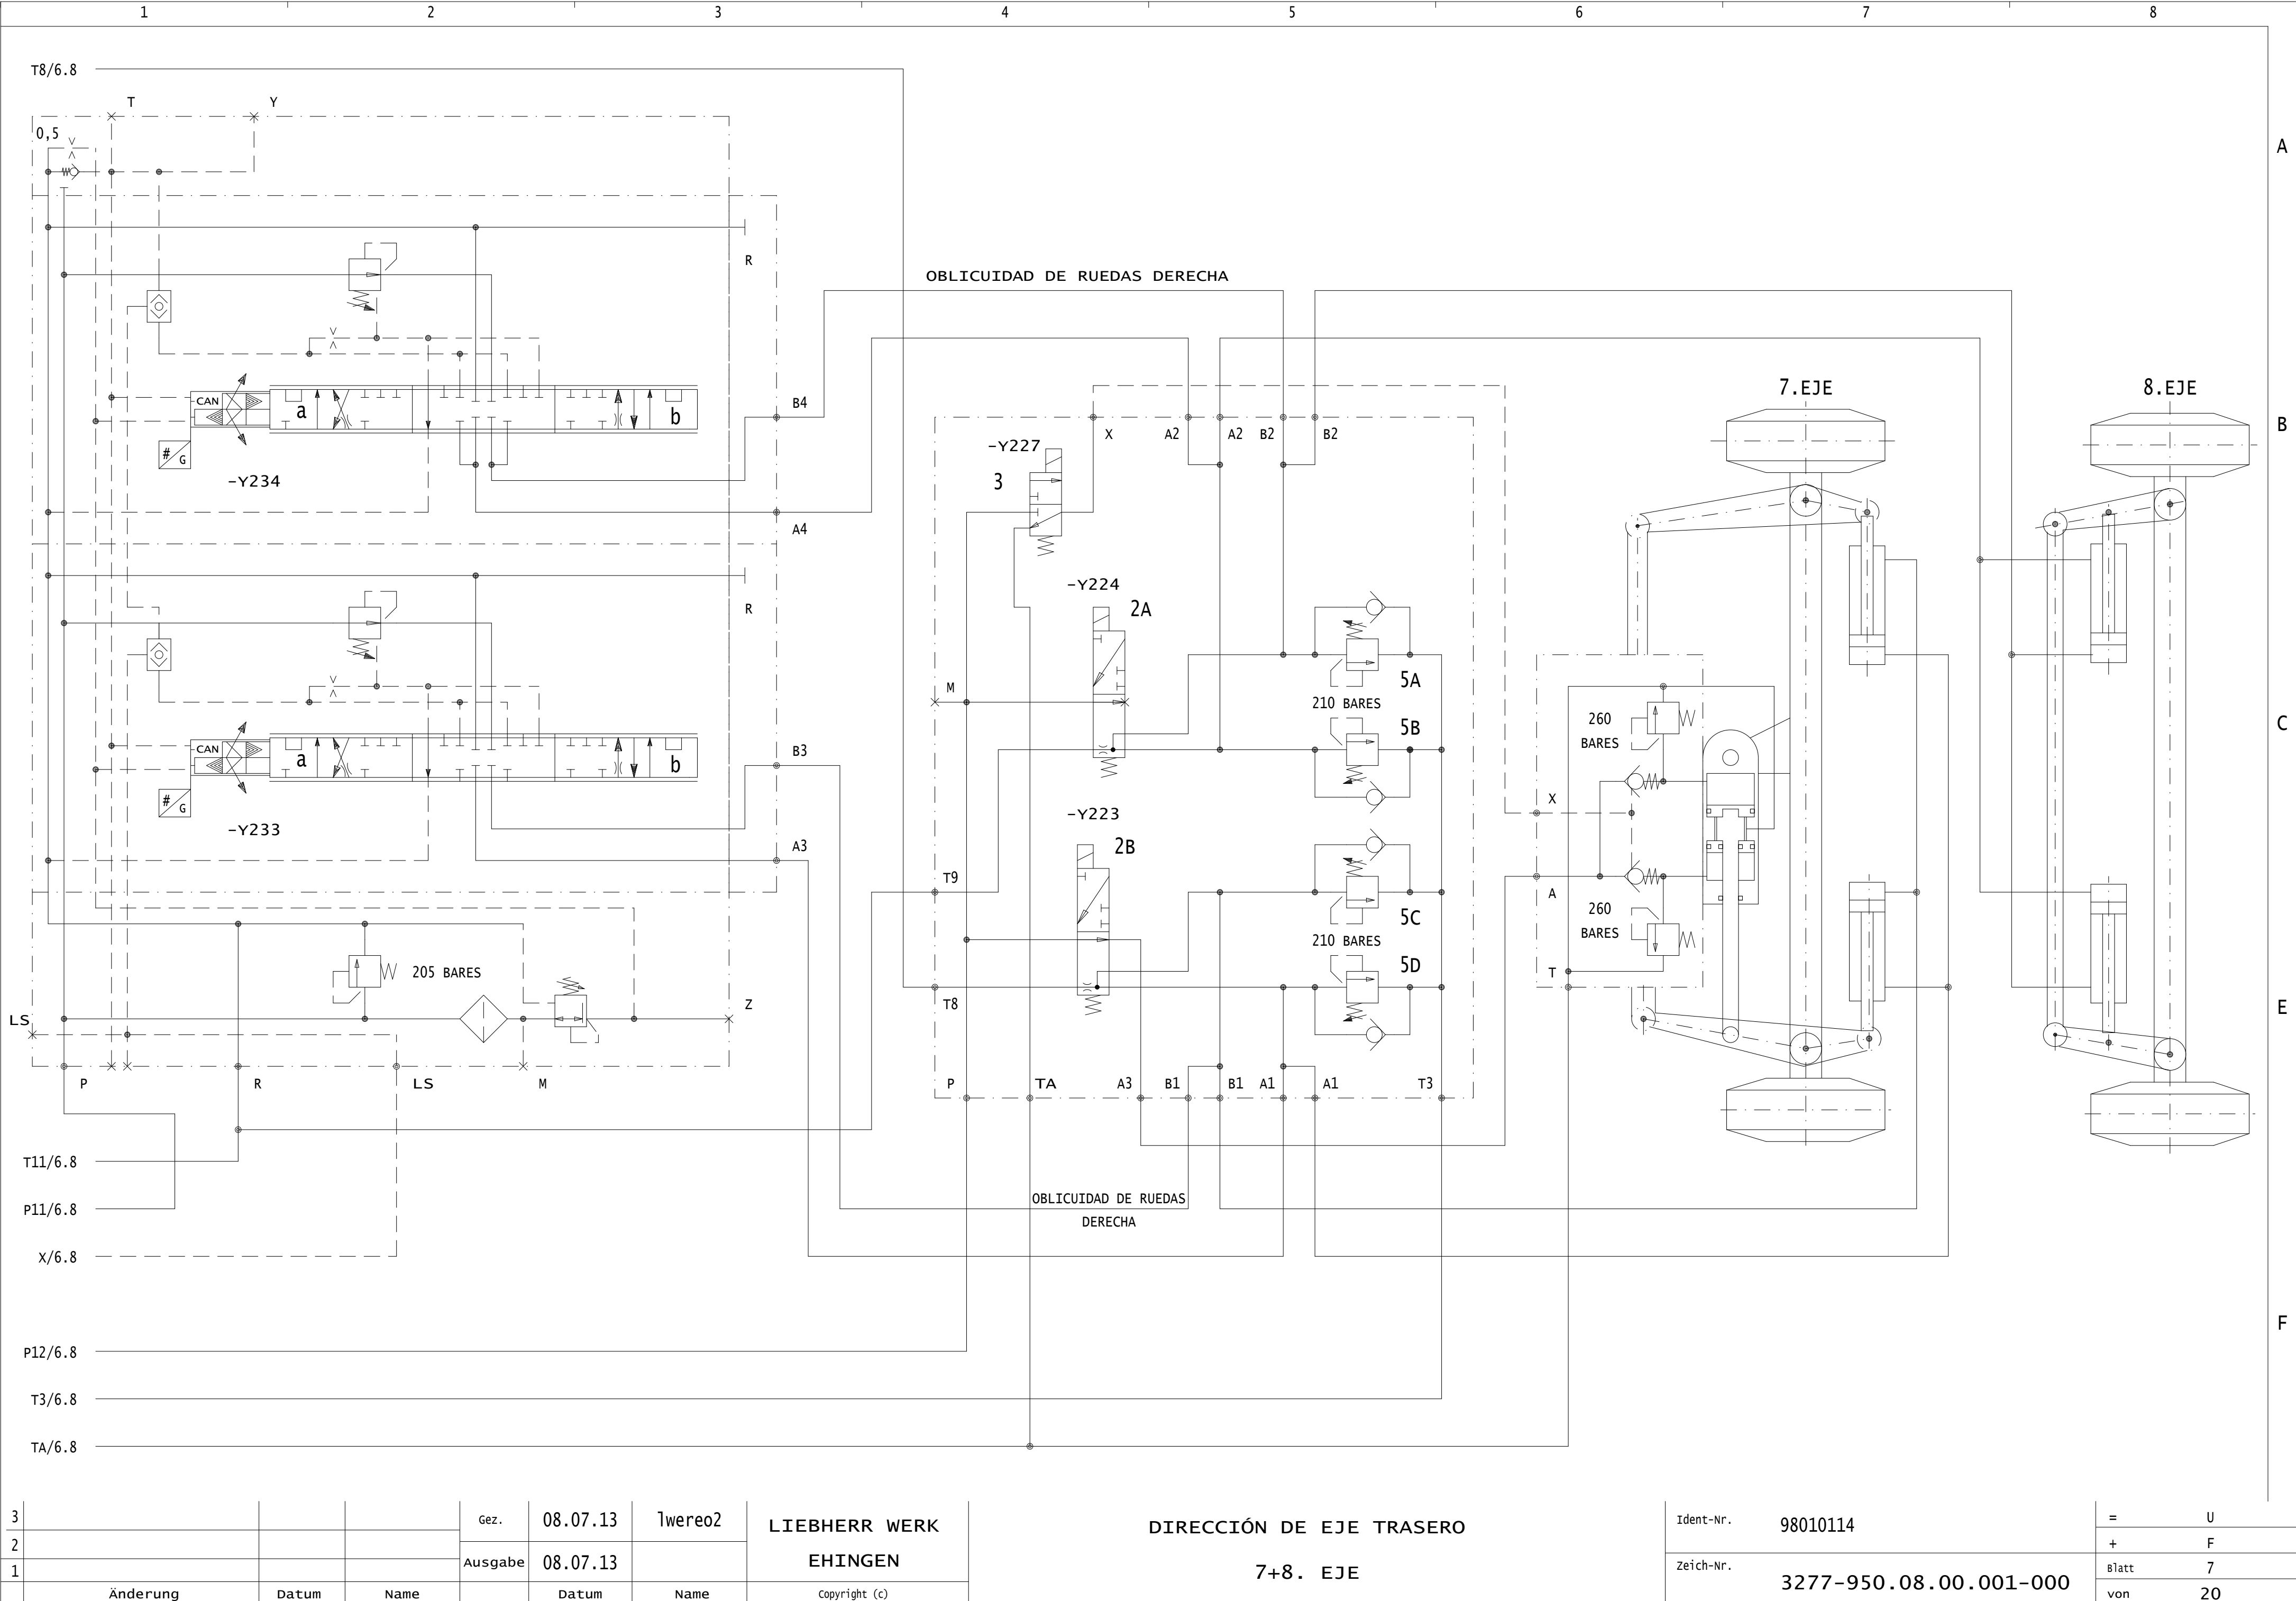 1 2 3 4 5 6 7 8
T8/6.8
T Y
0,5
A
R
OBLICUIDAD DE RUEDAS DERECHA
CAN a b
B4
# G
-Y234
A4
-Y227
3
X A2 A2 B2 B2
7.EJE 8.EJE
B
R
-Y224
2A
M
5A
210 BARES
5B
260
BARES
C
CAN a b
B3
# G
-Y233
A3
-Y223
2B
X
T9
5C
210 BARES
5D
A
260
BARES
T
205 BARES
Z
LS
T8
E
P R LS M
P TA A3 B1 B1 A1 A1 T3
T11/6.8
P11/6.8
OBLICUIDAD DE RUEDAS
DERECHA
X/6.8
F
P12/6.8
T3/6.8
TA/6.8
3
2
1
Änderung Datum Name
Gez. 08.07.13 lwereo2
Ausgabe 08.07.13
Datum Name
LIEBHERR WERK
EHINGEN
Copyright (c)
DIRECCIÓN DE EJE TRASERO
7+8. EJE
Ident-Nr. 98010114
Zeich-Nr. 3277-950.08.00.001-000
= U
+ F
Blatt 7
von 20